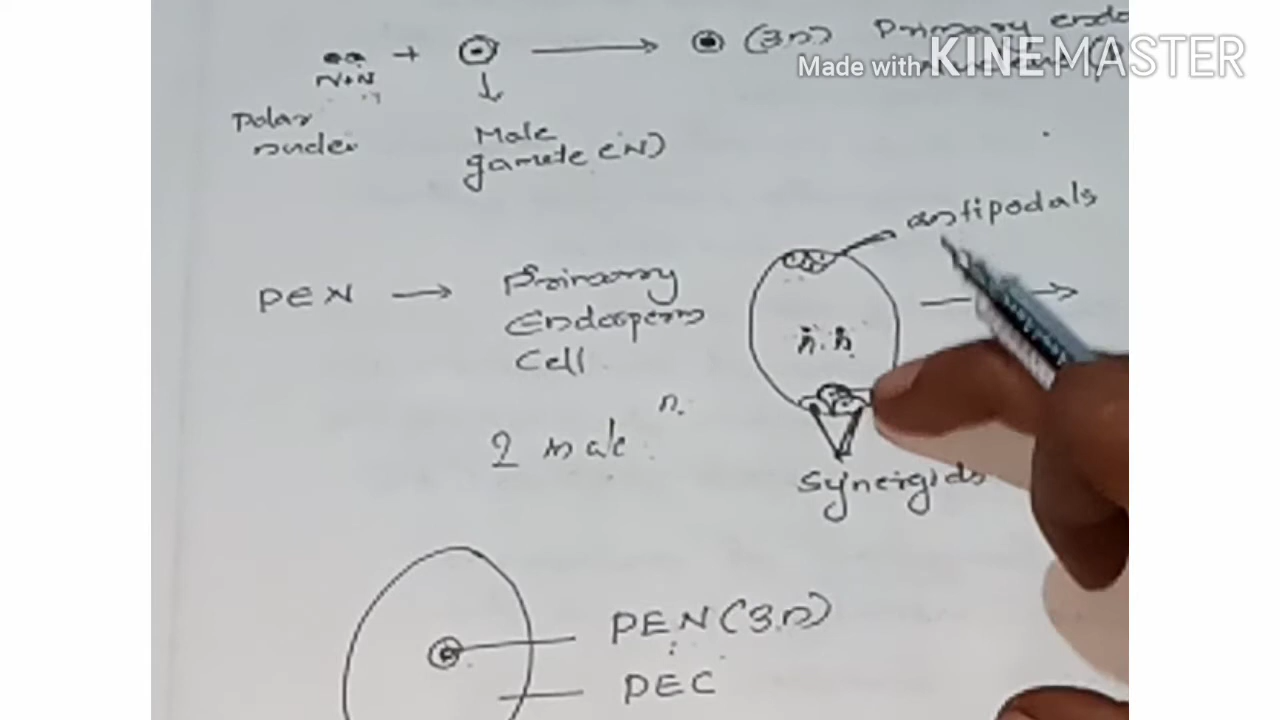 N+N + → (3n) Primary endo
Made with KINEMASTER
Polar
nuclei
Male
gamete (N)
antipodals
PEN → Primary
Endosperm
Cell
n. n.
n.
2 male
Synergids
PEN (3n)
PEC